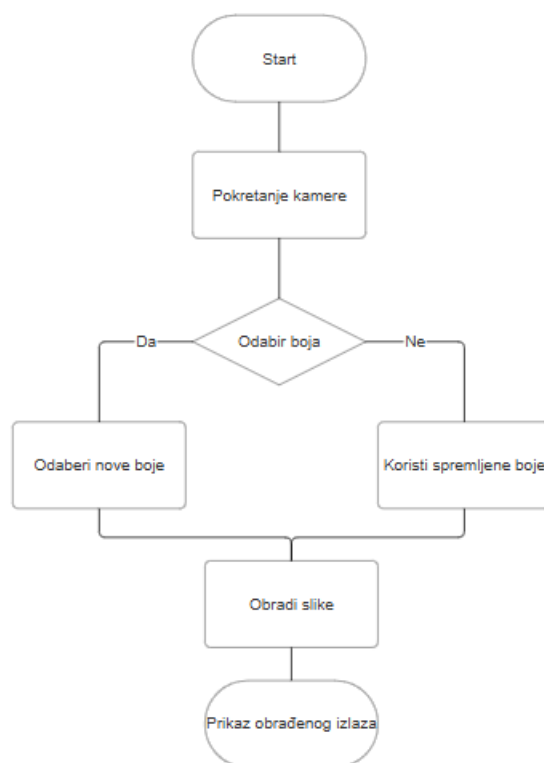 Start
Pokretanje kamere
Odabir boja
Da
Ne
Odaberi nove boje
Koristi spremljene boje
Obradi slike
Prikaz obrađenog izlaza